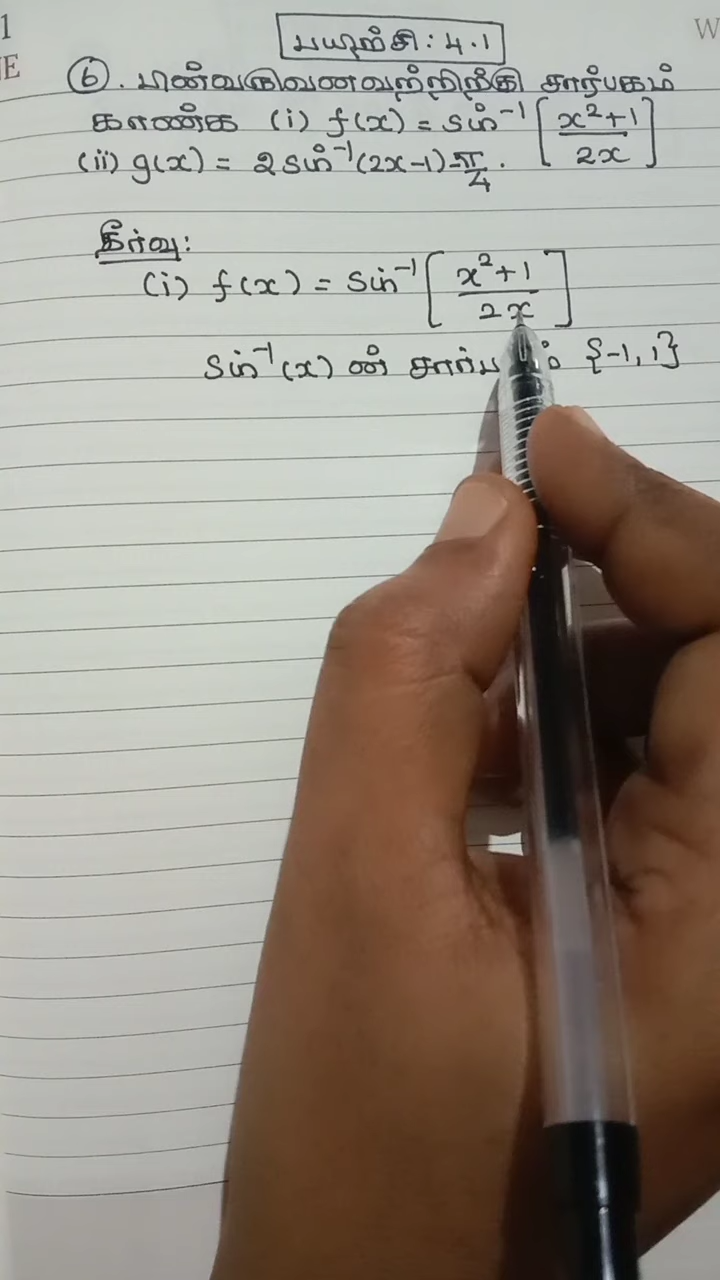 1
W
E
பயிற்சி : 4.1
6. பின்வருவனவற்றிற்கு சார்பகம்
காண்க (i) f(x) = sin⁻¹ [x²+1 / 2x]
(ii) g(x) = 2sin⁻¹(2x-1) - π/4.
தீர்வு:
(i) f(x) = sin⁻¹ [x²+1 / 2x]
sin⁻¹(x) ன் {-1, 1}